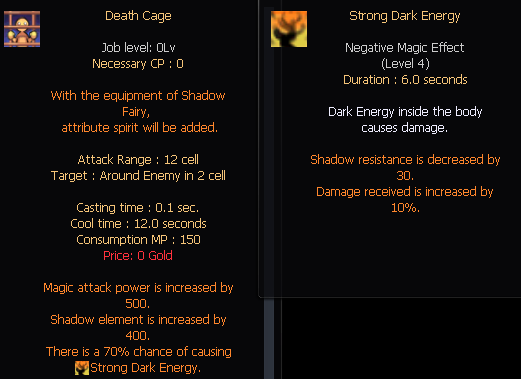 Death Cage
Job level: 0Lv
Necessary CP : 0
With the equipment of Shadow
Fairy,
attribute spirit will be added.
Attack Range : 12 cell
Target : Around Enemy in 2 cell
Casting time : 0.1 sec.
Cool time : 12.0 seconds
Consumption MP : 150
Price: 0 Gold
Magic attack power is increased by
500.
Shadow element is increased by
400.
There is a 70% chance of causing
Strong Dark Energy.
Strong Dark Energy
Negative Magic Effect
(Level 4)
Duration : 6.0 seconds
Dark Energy inside the body
causes damage.
Shadow resistance is decreased by
30.
Damage received is increased by
10%.